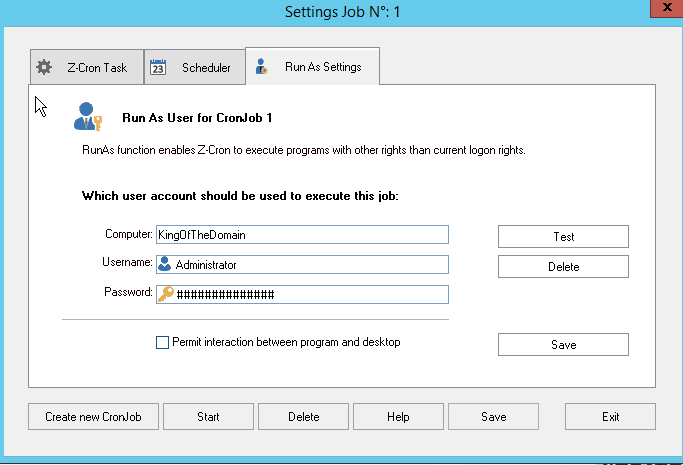 Settings Job N°: 1
x
Z-Cron Task
23
Scheduler
Run As Settings
Run As User for CronJob 1
RunAs function enables Z-Cron to execute programs with other rights than current logon rights.
Which user account should be used to execute this job:
Computer: KingOfTheDomain
Test
Username: Administrator
Delete
Password: ##############
Permit interaction between program and desktop
Save
Create new CronJob
Start
Delete
Help
Save
Exit